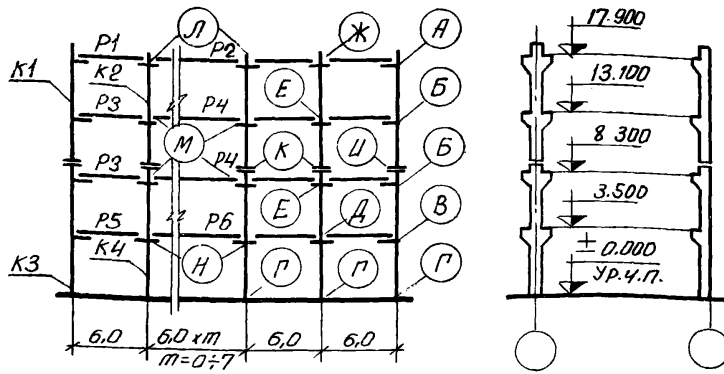 Л Ж А
Р1 Р2
К1 К2
Е Б
Р3 Р4
М К И
Р3 Р4 Б
Е Д В
Р5 Р6
К3 К4 Н Г Г Г
6,0 6,0×m 6,0 6,0
m=0÷7
17.900
13.100
8 300
3.500
± 0.000
УР.Ч.П.